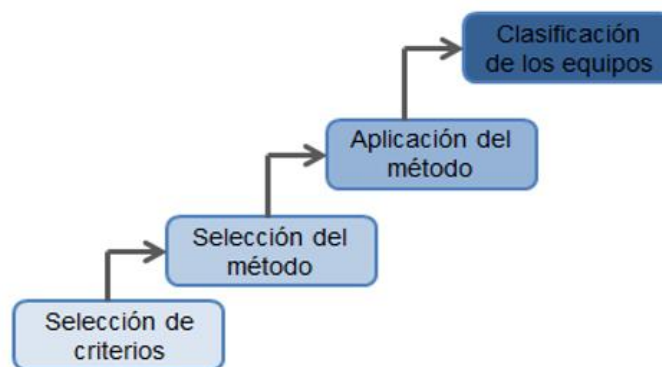 Clasificación
de los equipos
Aplicación del
método
Selección del
método
Selección de
criterios